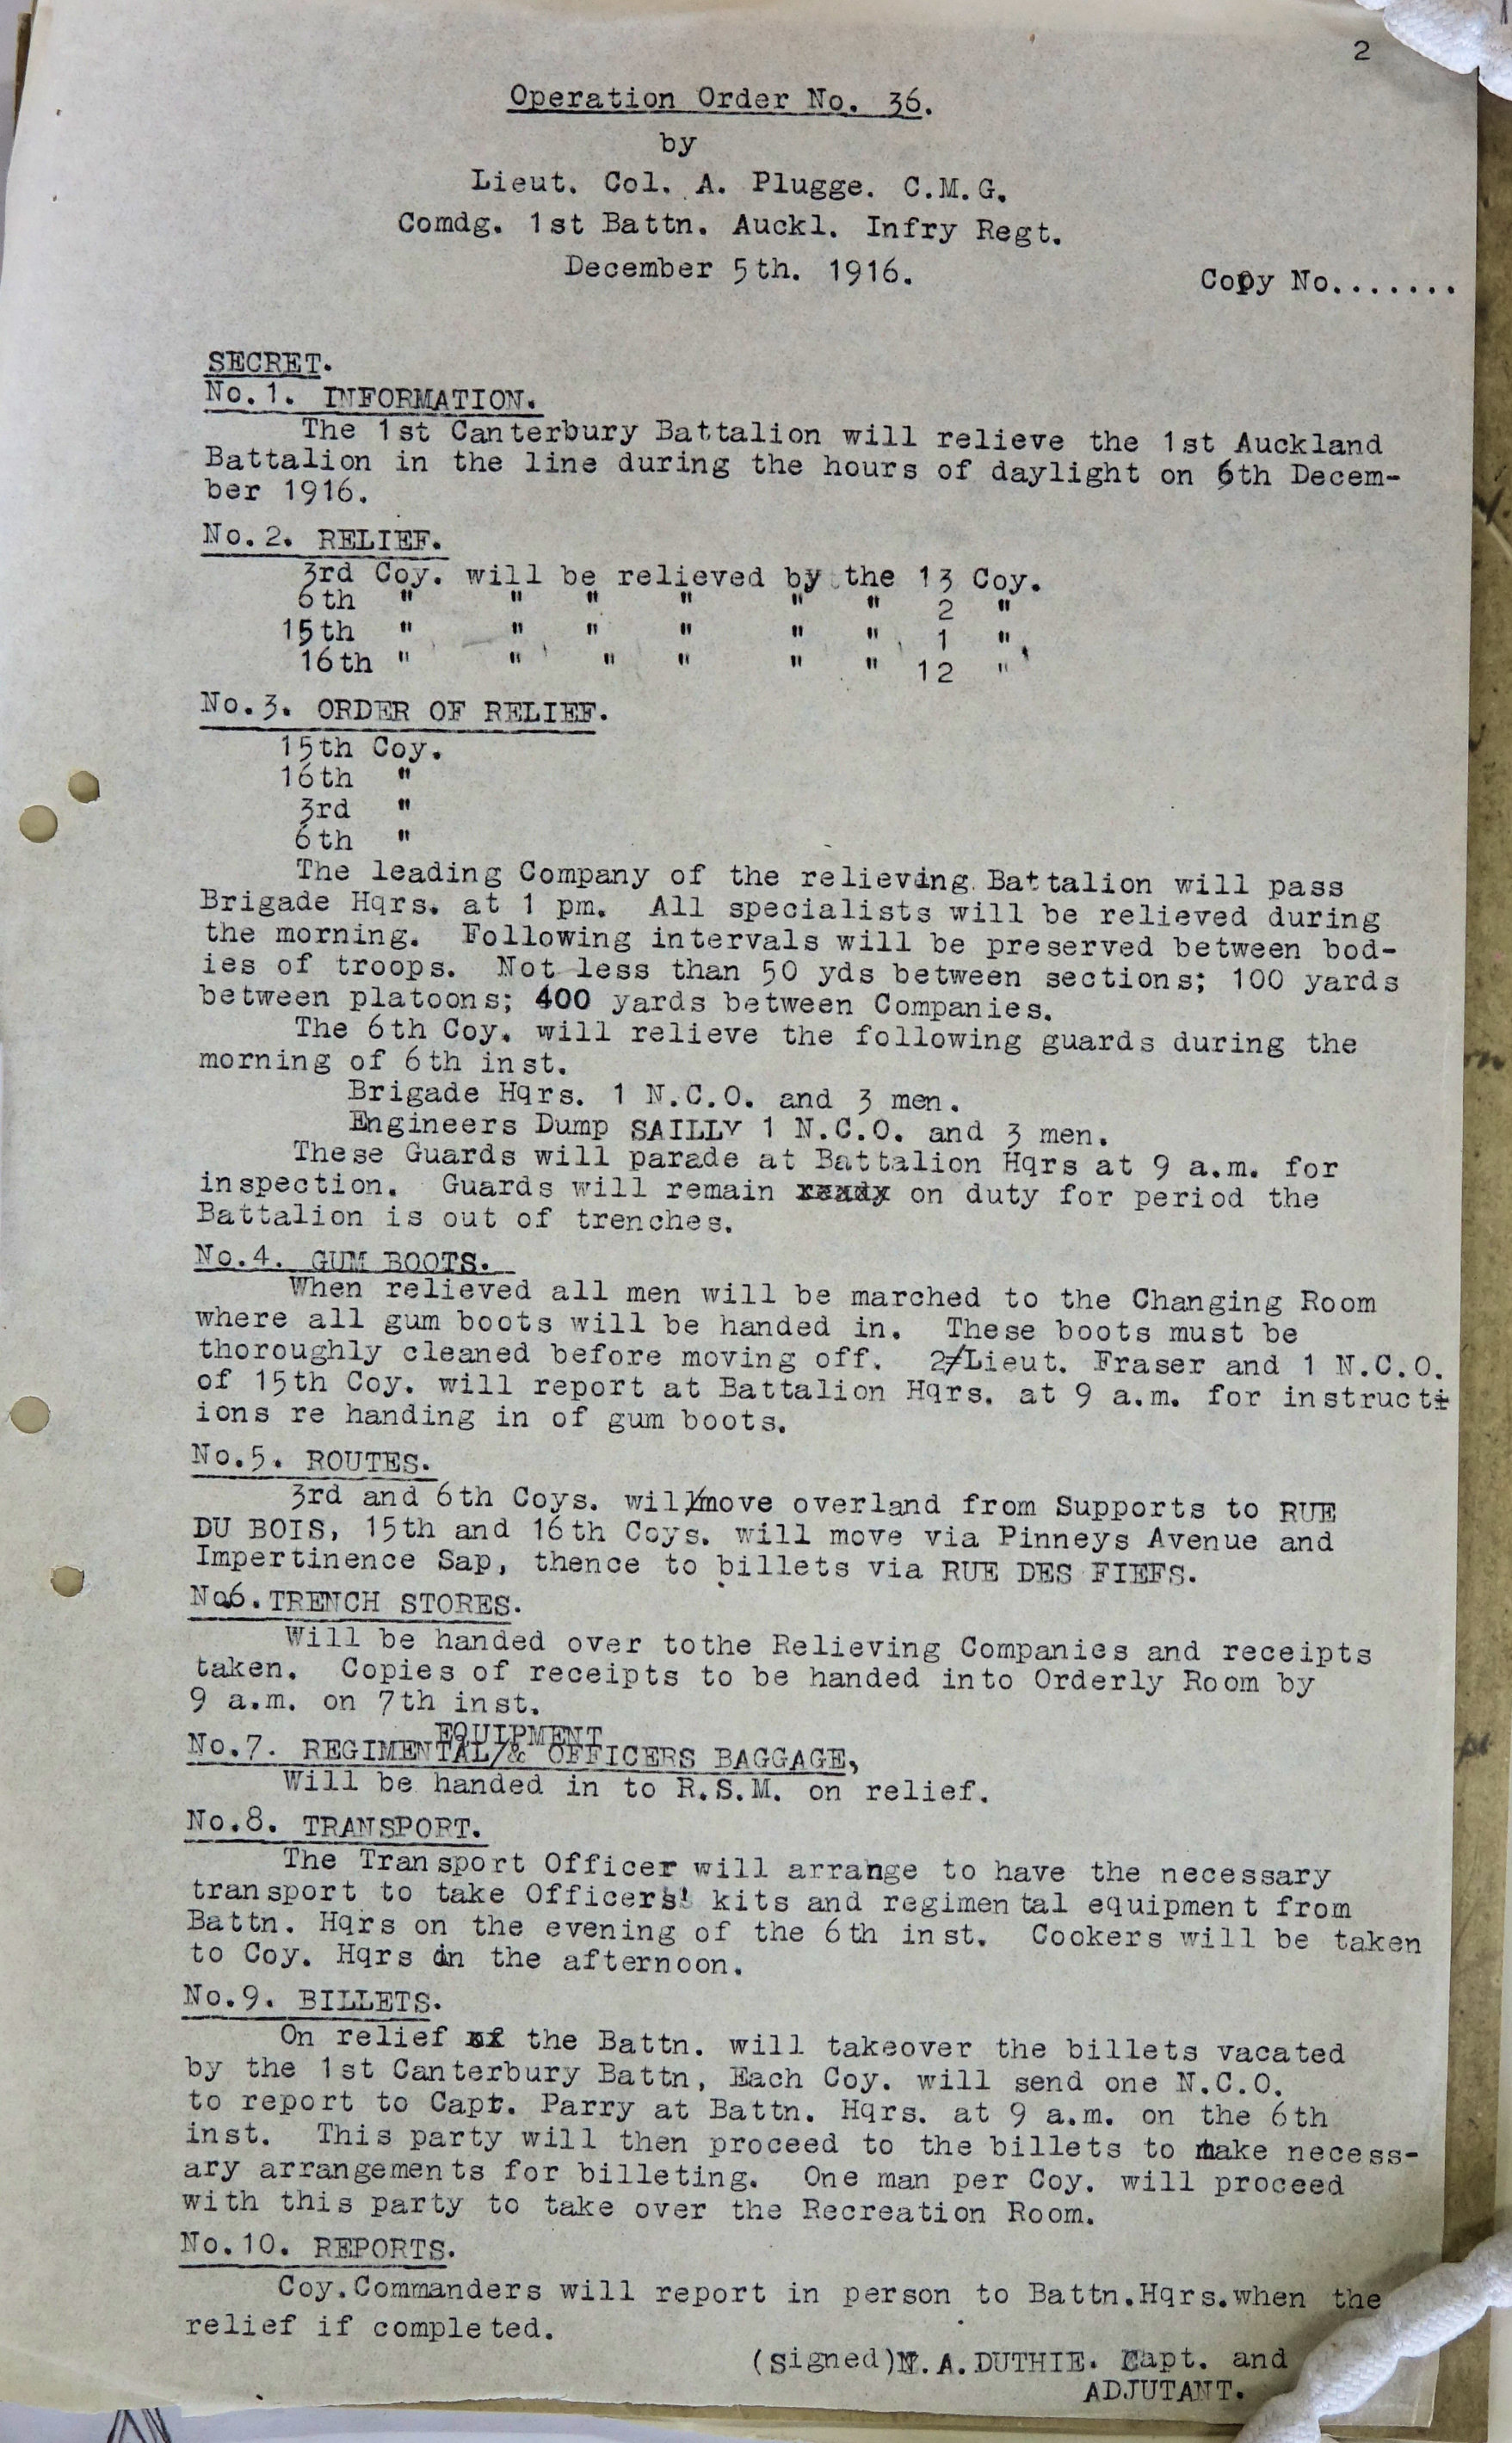 2
Operation Order No. 36.
by
Lieut. Col. A. Plugge. C.M.G.
Comdg. 1st Battn. Auckl. Infry Regt.
December 5th. 1916.
Copy No.......
SECRET.
No.1. INFORMATION.
The 1st Canterbury Battalion will relieve the 1st Auckland
Battalion in the line during the hours of daylight on 6th Decem-
ber 1916.
No.2. RELIEF.
3rd Coy. will be relieved by the 13 Coy.
6th " " " " " " 2 "
15th " " " " " " 1 "
16th " " " " " " 12 "
No.3. ORDER OF RELIEF.
15th Coy.
16th "
3rd "
6th "
The leading Company of the relieving Battalion will pass
Brigade Hqrs. at 1 pm. All specialists will be relieved during
the morning. Following intervals will be preserved between bod-
ies of troops. Not less than 50 yds between sections; 100 yards
between platoons; 400 yards between Companies.
The 6th Coy. will relieve the following guards during the
morning of 6th inst.
Brigade Hqrs. 1 N.C.O. and 3 men.
Engineers Dump SAILLY 1 N.C.O. and 3 men.
These Guards will parade at Battalion Hqrs at 9 a.m. for
inspection. Guards will remain ready on duty for period the
Battalion is out of trenches.
No.4. GUM BOOTS.
When relieved all men will be marched to the Changing Room
where all gum boots will be handed in. These boots must be
thoroughly cleaned before moving off. 2/Lieut. Fraser and 1 N.C.O.
of 15th Coy. will report at Battalion Hqrs. at 9 a.m. for instructi
ions re handing in of gum boots.
No.5. ROUTES.
3rd and 6th Coys. will/move overland from Supports to RUE
DU BOIS, 15th and 16th Coys. will move via Pinneys Avenue and
Impertinence Sap, thence to billets via RUE DES FIEFS.
No.6. TRENCH STORES.
Will be handed over tothe Relieving Companies and receipts
taken. Copies of receipts to be handed into Orderly Room by
9 a.m. on 7th inst.
EQUIPMENT
No.7. REGIMENTAL/& OFFICERS BAGGAGE,
Will be handed in to R.S.M. on relief.
No.8. TRANSPORT.
The Transport Officer will arrange to have the necessary
transport to take Officers' kits and regimental equipment from
Battn. Hqrs on the evening of the 6th inst. Cookers will be taken
to Coy. Hqrs in the afternoon.
No.9. BILLETS.
On relief of the Battn. will takeover the billets vacated
by the 1st Canterbury Battn, Each Coy. will send one N.C.O.
to report to Capt. Parry at Battn. Hqrs. at 9 a.m. on the 6th
inst. This party will then proceed to the billets to make necess-
ary arrangements for billeting. One man per Coy. will proceed
with this party to take over the Recreation Room.
No.10. REPORTS.
Coy.Commanders will report in person to Battn.Hqrs.when the
relief if completed.
(signed)N.A.DUTHIE. Capt. and
ADJUTANT.